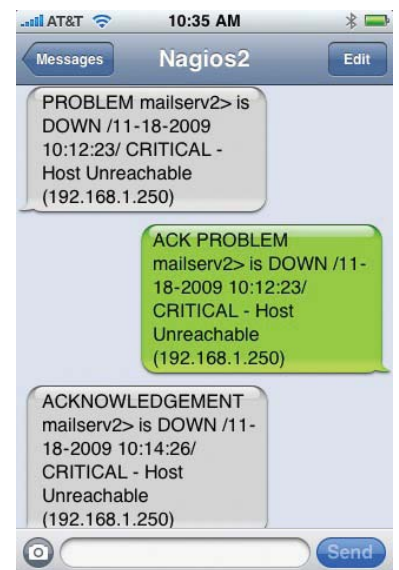 AT&T 10:35 AM
Messages Nagios2 Edit
PROBLEM mailserv2> is
DOWN /11-18-2009
10:12:23/ CRITICAL -
Host Unreachable
(192.168.1.250)
ACK PROBLEM
mailserv2> is DOWN /11-
18-2009 10:12:23/
CRITICAL - Host
Unreachable
(192.168.1.250)
ACKNOWLEDGEMENT
mailserv2> is DOWN /11-
18-2009 10:14:26/
CRITICAL - Host
Unreachable
(192.168.1.250)
Send